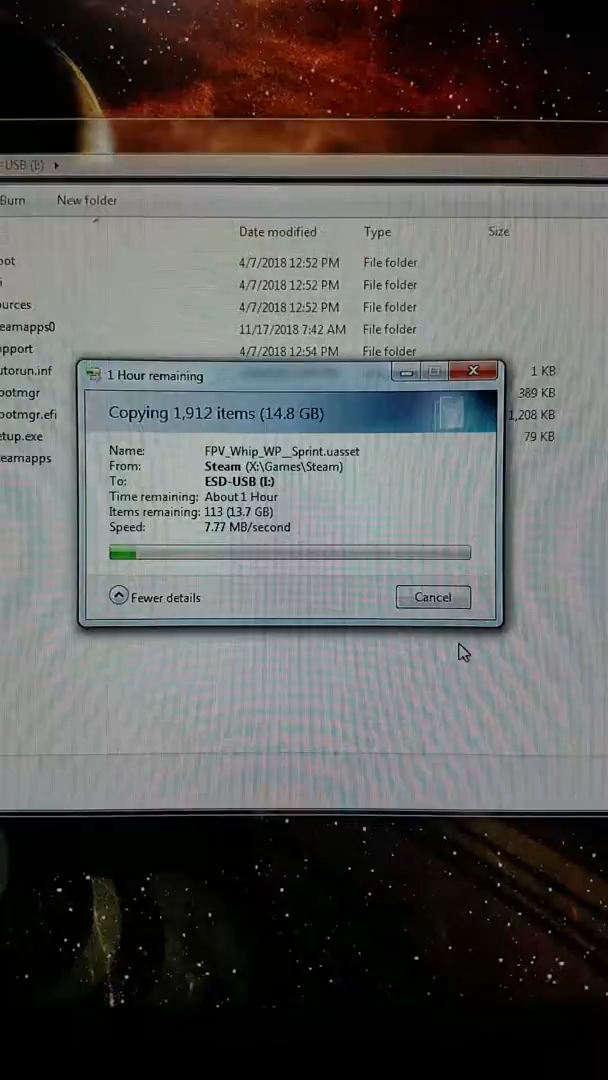 =USB (I:)
Burn New folder
Date modified Type Size
oot 4/7/2018 12:52 PM File folder
i 4/7/2018 12:52 PM File folder
urces 4/7/2018 12:52 PM File folder
eamapps0 11/17/2018 7:42 AM File folder
pport 4/7/2018 12:54 PM File folder
utorun.inf 1 KB
ootmgr 389 KB
ootmgr.efi 1,208 KB
etup.exe 79 KB
eamapps
1 Hour remaining
Copying 1,912 items (14.8 GB)
Name: FPV_Whip_WP__Sprint.uasset
From: Steam (X:\Games\Steam)
To: ESD-USB (I:)
Time remaining: About 1 Hour
Items remaining: 113 (13.7 GB)
Speed: 7.77 MB/second
Fewer details Cancel